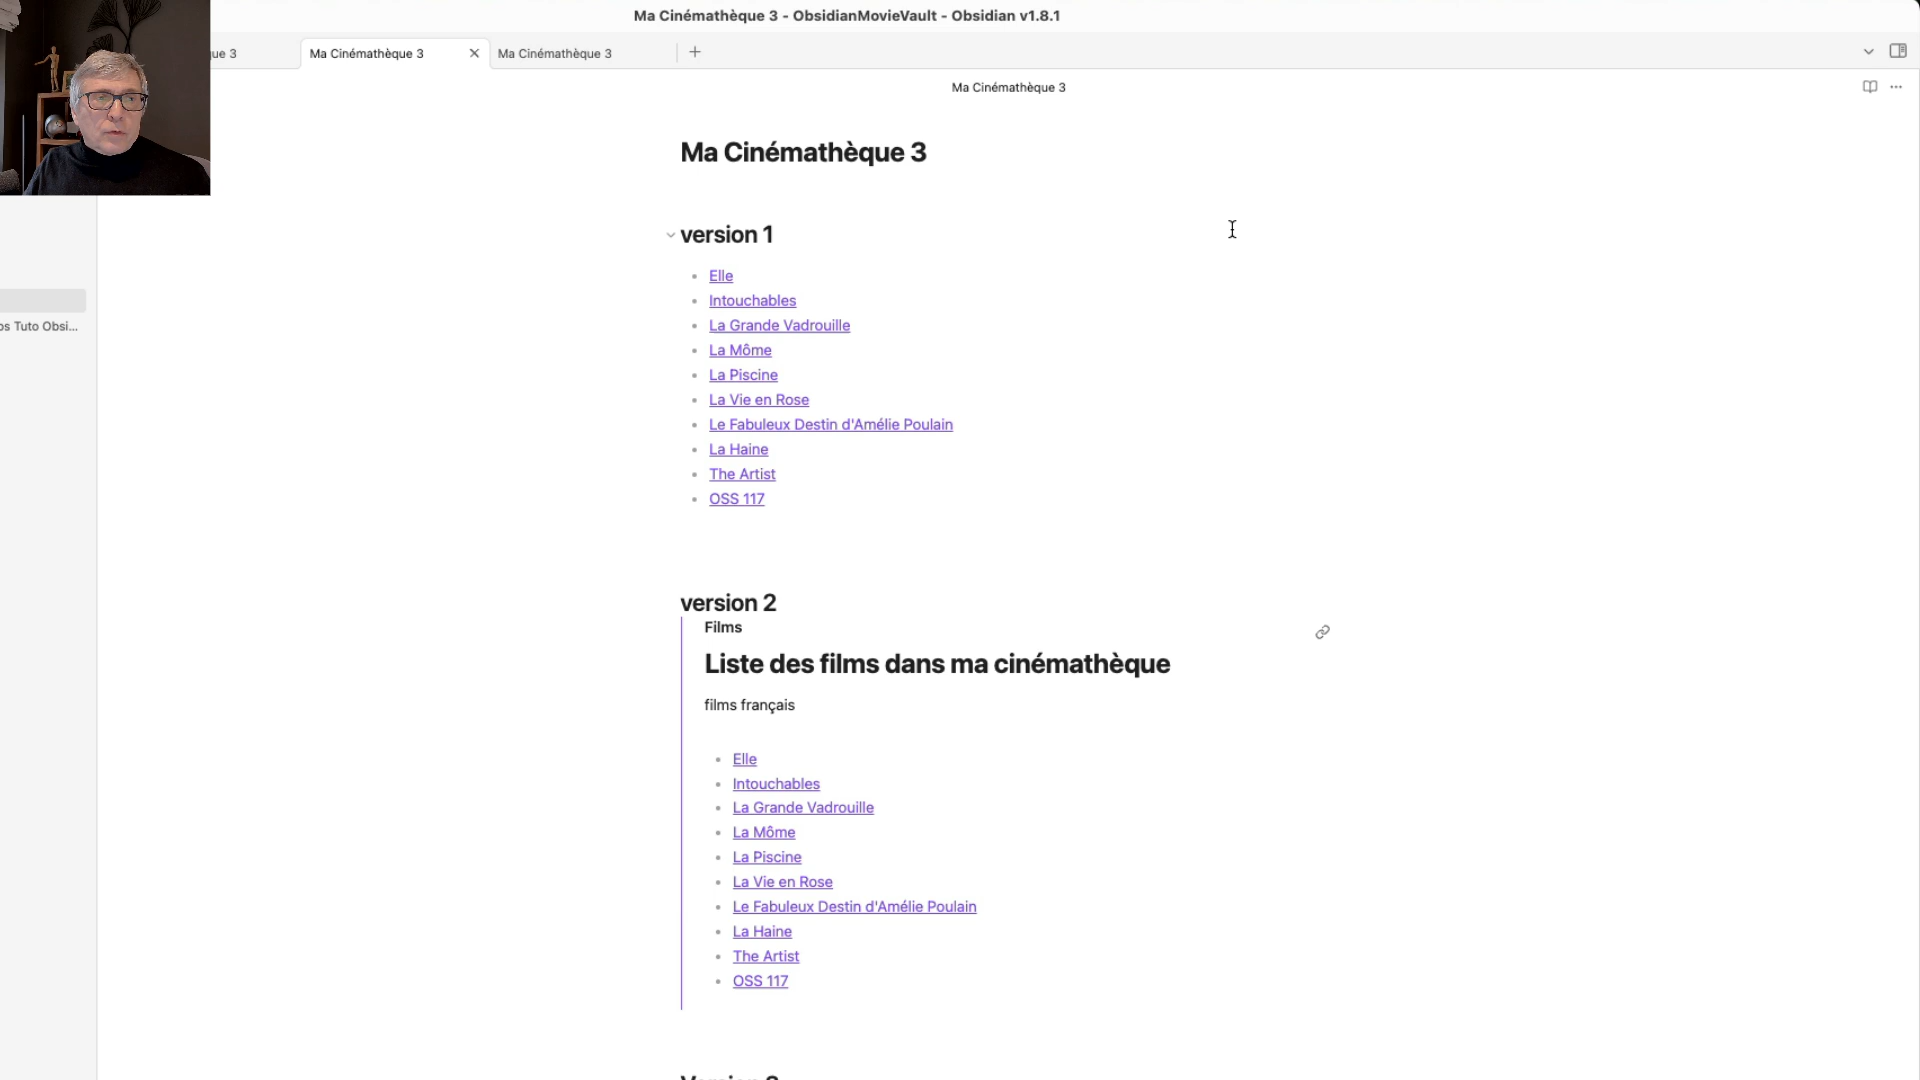 Ma Cinémathèque 3 - ObsidianMovieVault - Obsidian v1.8.1
ue 3
Ma Cinémathèque 3
Ma Cinémathèque 3
Ma Cinémathèque 3
Ma Cinémathèque 3
version 1
Elle
Intouchables
La Grande Vadrouille
La Môme
La Piscine
La Vie en Rose
Le Fabuleux Destin d'Amélie Poulain
La Haine
The Artist
OSS 117
os Tuto Obsi...
version 2
Films
Liste des films dans ma cinémathèque
films français
Elle
Intouchables
La Grande Vadrouille
La Môme
La Piscine
La Vie en Rose
Le Fabuleux Destin d'Amélie Poulain
La Haine
The Artist
OSS 117